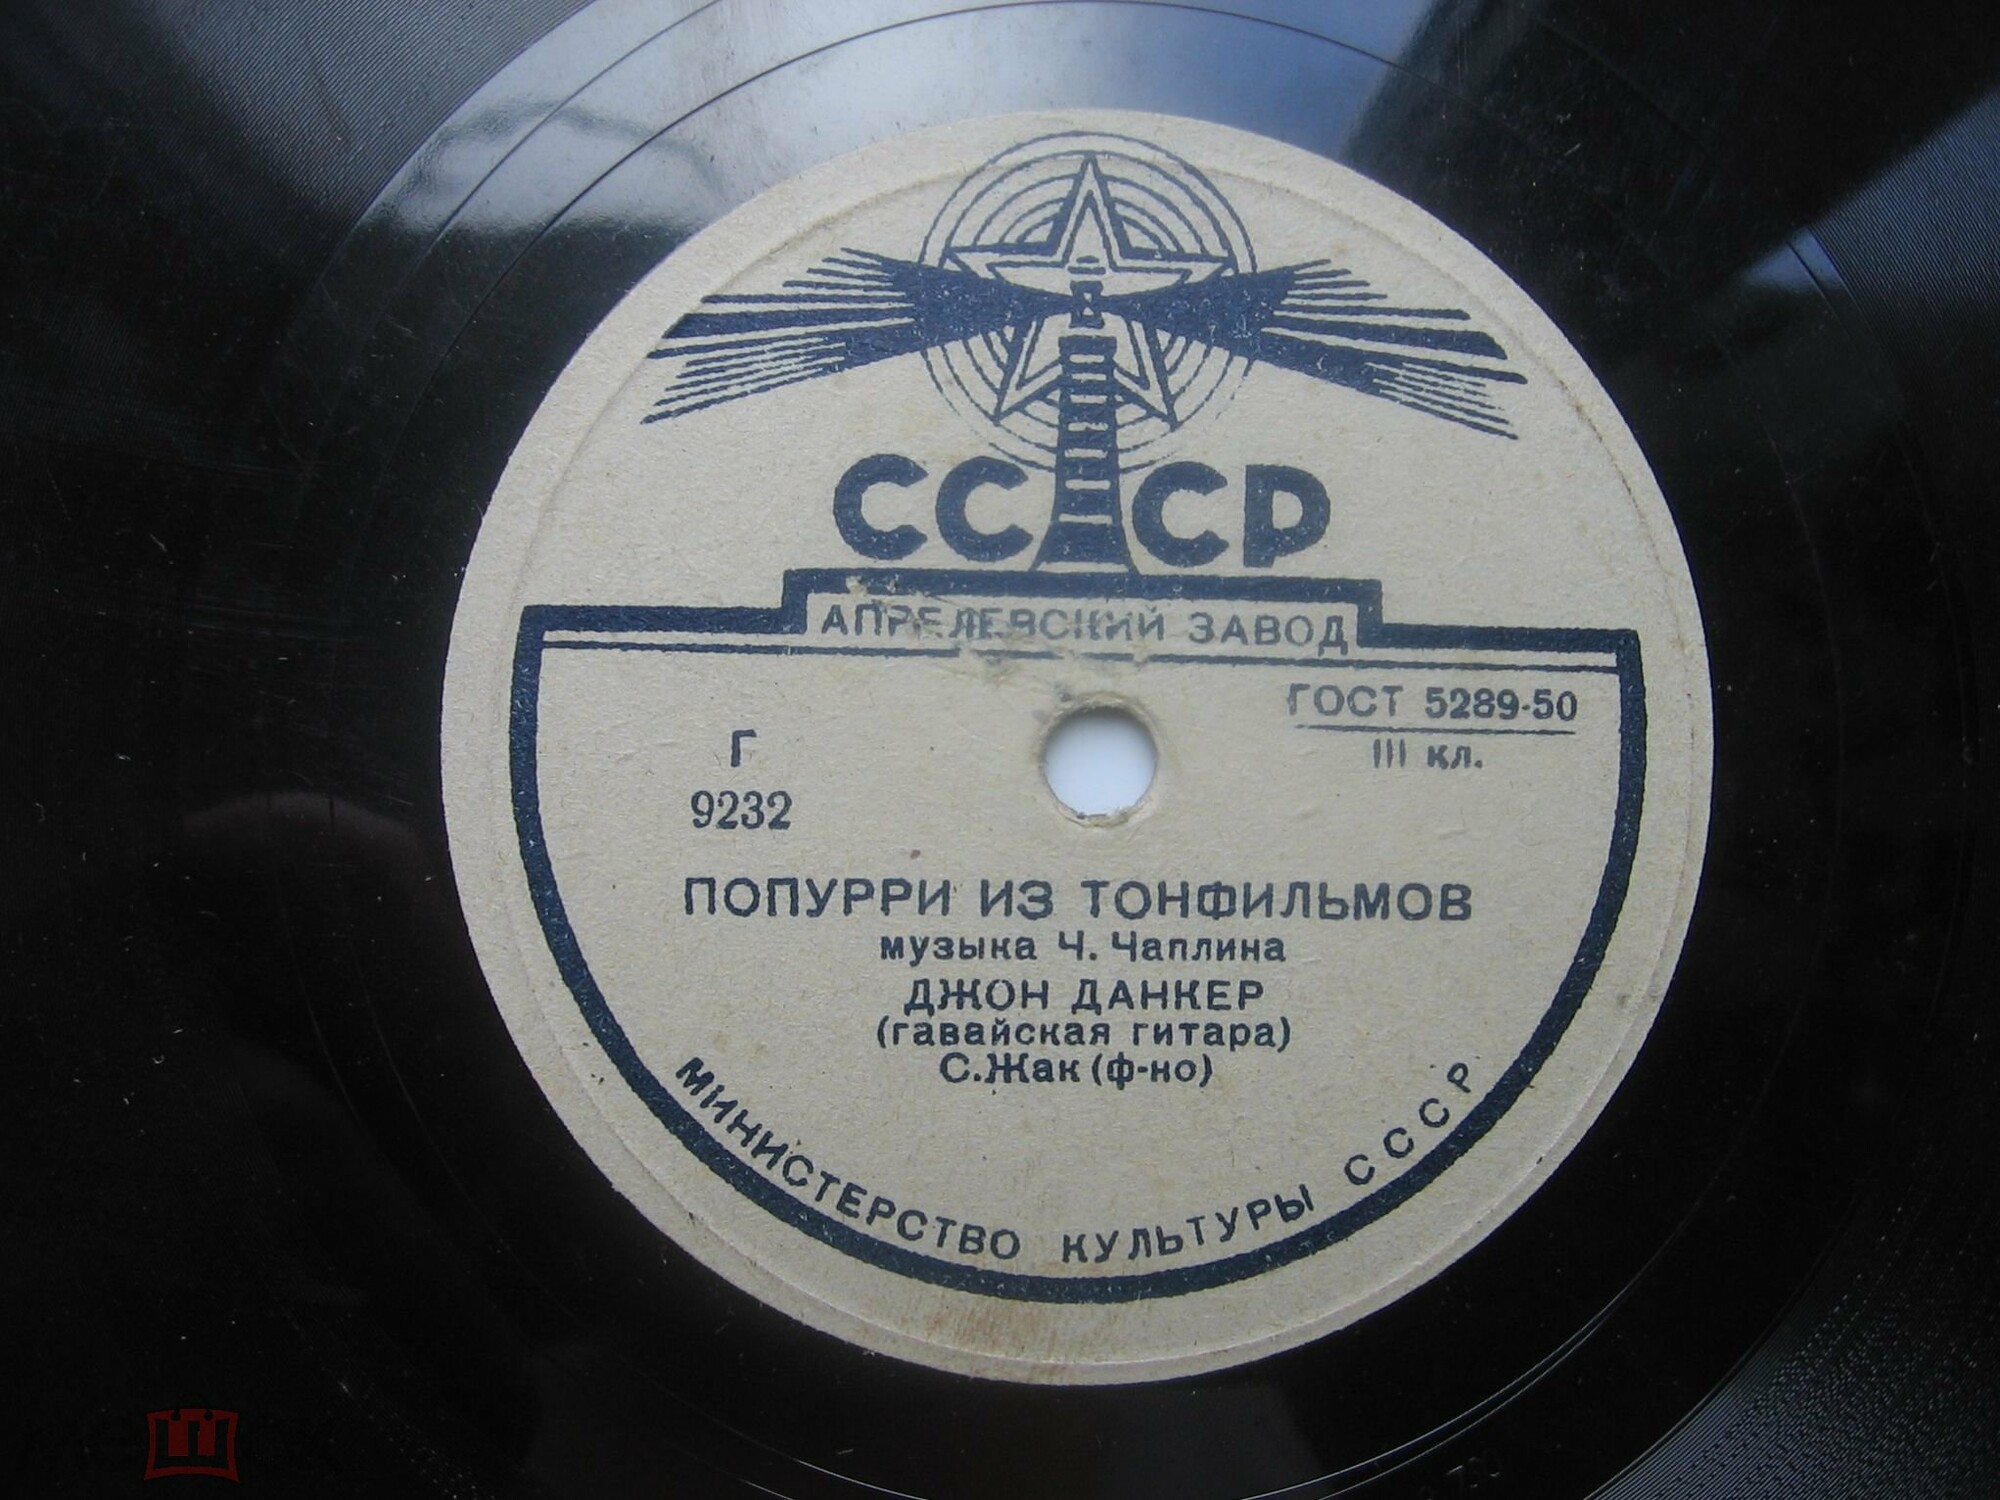 СССР
АПРЕЛЕВСКИЙ ЗАВОД
ГОСТ 5289-50
III кл.
Г
9232
ПОПУРРИ ИЗ ТОНФИЛЬМОВ
музыка Ч. Чаплина
ДЖОН ДАНКЕР
(гавайская гитара)
С. Жак (ф-но)
МИНИСТЕРСТВО КУЛЬТУРЫ СССР